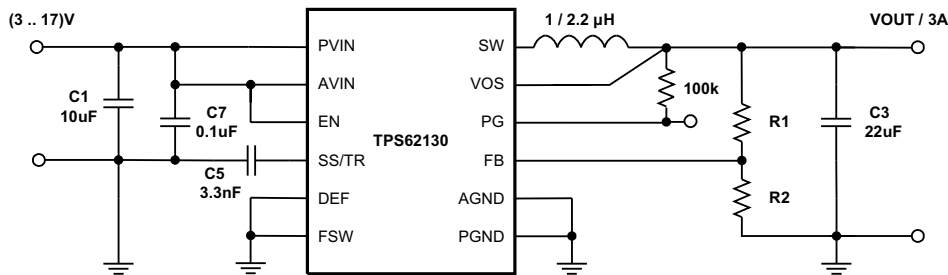 (3 .. 17)V
1 / 2.2 µH
VOUT / 3A
PVIN
SW
AVIN
VOS
100k
C1
10uF
C7
0.1uF
EN
TPS62130
PG
R1
C3
22uF
SS/TR
FB
C5
3.3nF
DEF
AGND
R2
FSW
PGND